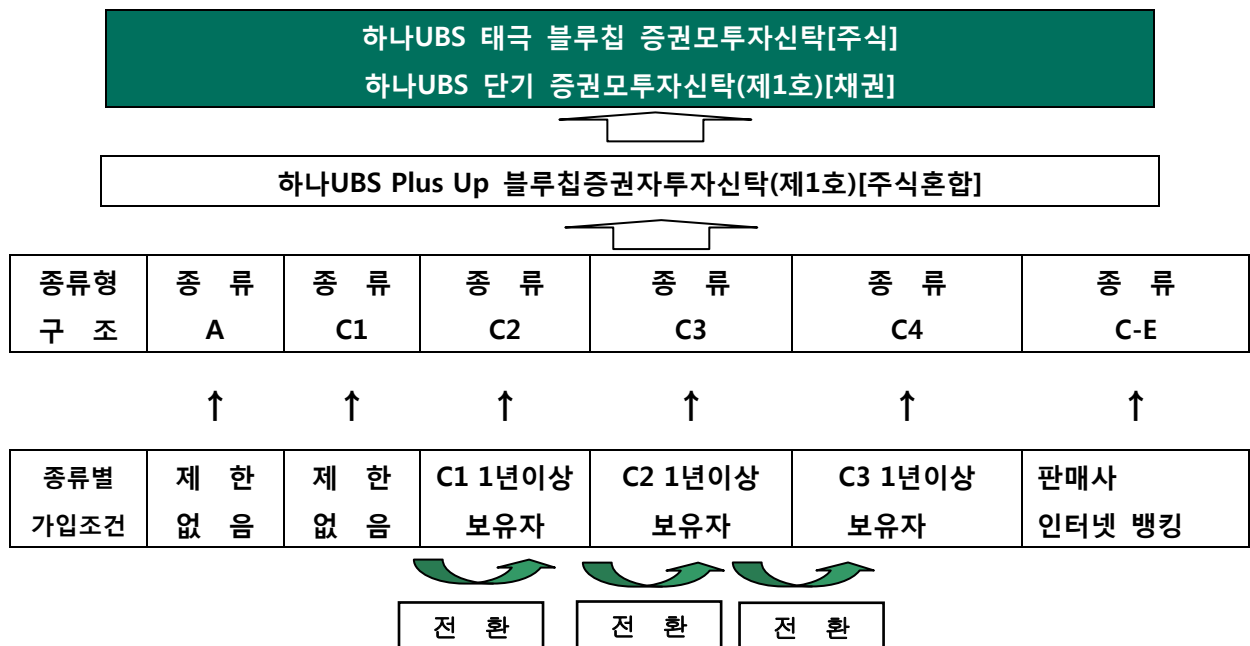 하나UBS 태극 블루칩 증권모투자신탁[주식]
하나UBS 단기 증권모투자신탁(제1호)[채권]
하나UBS Plus Up 블루칩증권자투자신탁(제1호)[주식혼합]
종류형 종 류 종 류 종 류 종 류 종 류 종 류
구 조 A C1 C2 C3 C4 C-E
↑ ↑ ↑ ↑ ↑ ↑
종류별 제 한 제 한 C1 1년이상 C2 1년이상 C3 1년이상 판매사
가입조건 없 음 없 음 보유자 보유자 보유자 인터넷 뱅킹
전 환 전 환 전 환